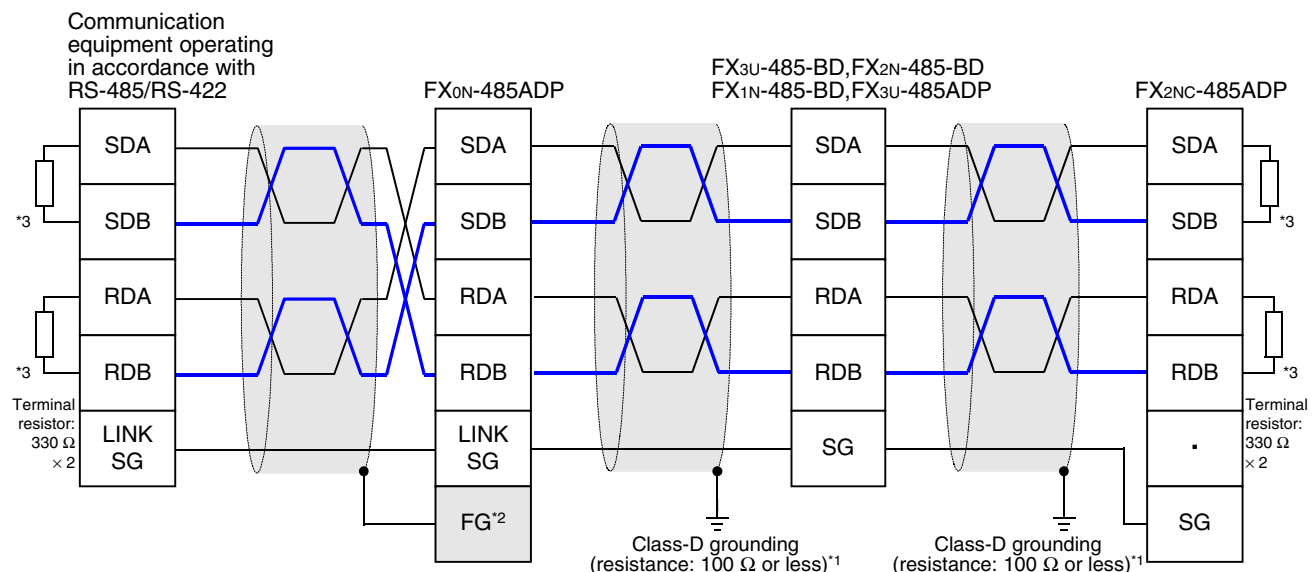 Communication
equipment operating
in accordance with
RS-485/RS-422
FX0N-485ADP
FX3U-485-BD,FX2N-485-BD
FX1N-485-BD,FX3U-485ADP
FX2NC-485ADP
SDA
SDB
RDA
RDB
LINK
SG
*3
*3
Terminal
resistor:
330 Ω
× 2
SDA
SDB
RDA
RDB
LINK
SG
FG*2
SDA
SDB
RDA
RDB
SG
SDA
SDB
RDA
RDB
.
SG
*3
*3
Terminal
resistor:
330 Ω
× 2
Class-D grounding
(resistance: 100 Ω or less)*1
Class-D grounding
(resistance: 100 Ω or less)*1